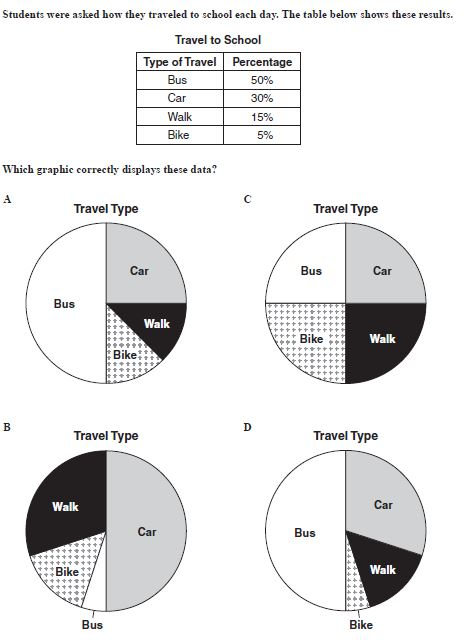 Students were asked how they traveled to school each day. The table below shows these results.
Travel to School
Type of Travel Percentage
Bus 50%
Car 30%
Walk 15%
Bike 5%
Which graphic correctly displays these data?
A
Travel Type
Bus
Car
Walk
Bike
C
Travel Type
Bus
Car
Bike
Walk
B
Travel Type
Walk
Car
Bike
Bus
D
Travel Type
Car
Bus
Walk
Bike